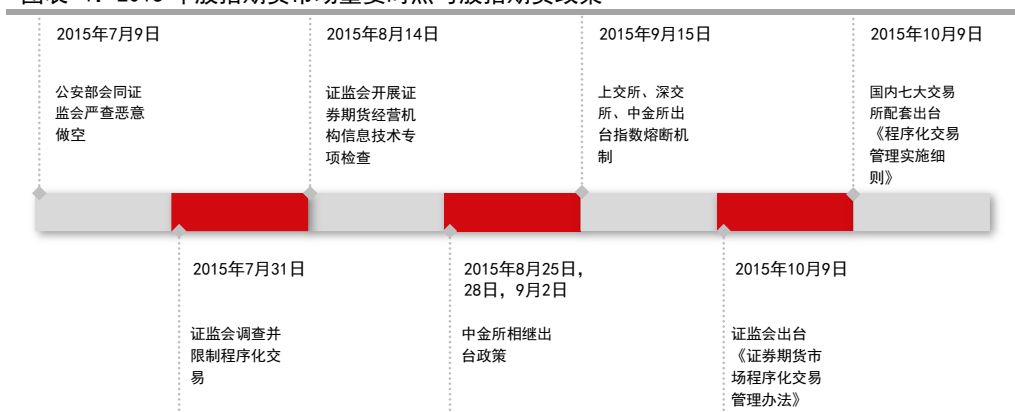 2015年7月9日
公安部会同证
监会严查恶意
做空
2015年8月14日
证监会开展证
券期货经营机
构信息技术专
项检查
2015年9月15日
上交所、深交
所、中金所出
台指数熔断机
制
2015年10月9日
国内七大交易
所配套出台
《程序化交易
管理实施细
则》
2015年7月31日
证监会调查并
限制程序化交
易
2015年8月25日，
28日，9月2日
中金所相继出
台政策
2015年10月9日
证监会出台
《证券期货市
场程序化交易
管理办法》